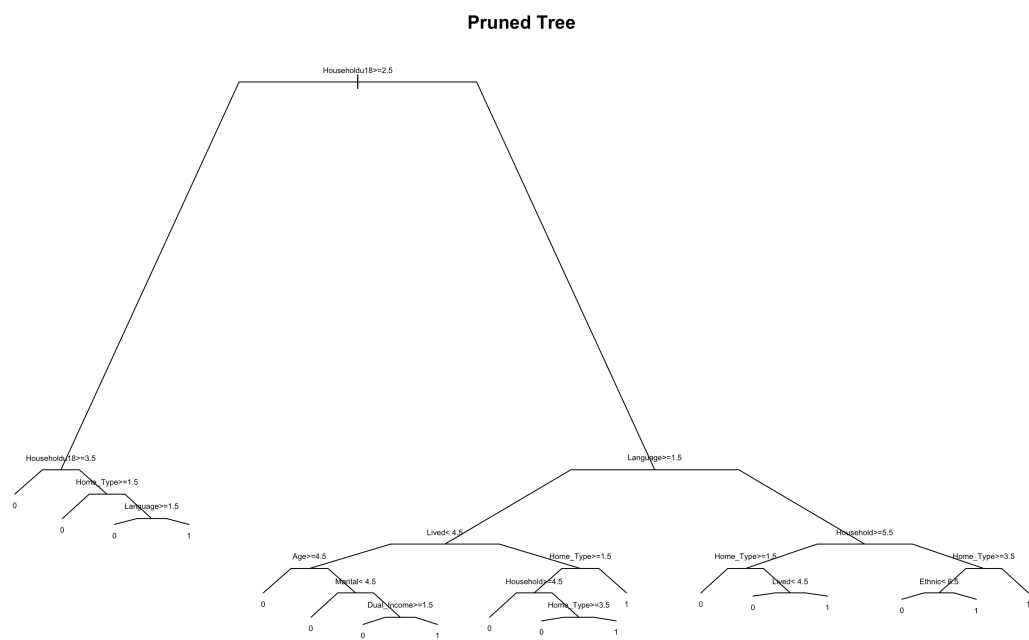 Pruned Tree
Householdu18>=2.5
Householdu18>=3.5
Language>=1.5
Home_Type>=1.5
0
Language>=1.5
0
0
1
Lived< 4.5
Household>=5.5
Age>=4.5
Home_Type>=1.5
Home_Type>=1.5
Home_Type>=3.5
Marital< 4.5
Household>=4.5
Lived< 4.5
Ethnic< 6.5
0
1
0
1
Dual_Income>=1.5
Home_Type>=3.5
0
1
0
1
0
0
0
1
0
1